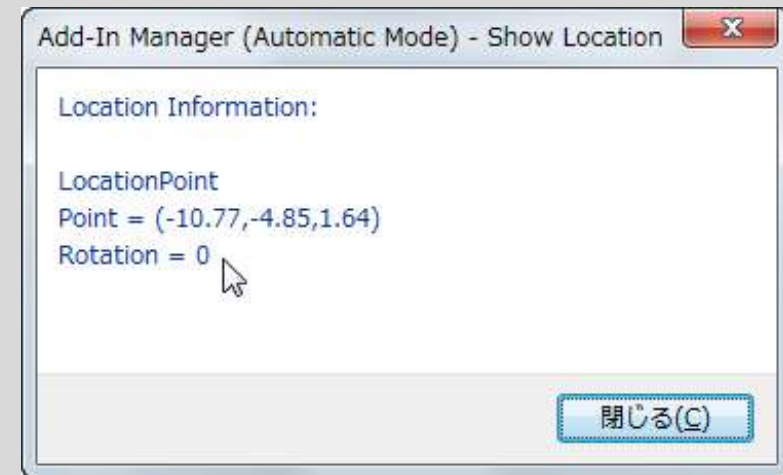 Add-In Manager (Automatic Mode) - Show Location
Location Information:
LocationPoint
Point = (-10.77,-4.85,1.64)
Rotation = 0
閉じる(C)